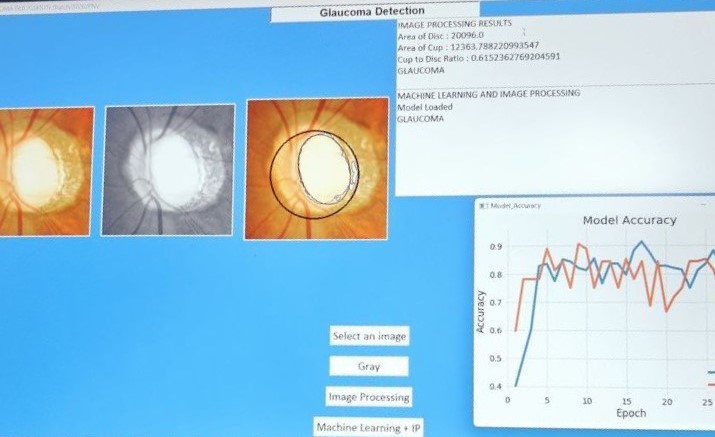 Glaucoma Detection
IMAGE PROCESSING RESULTS
Area of Disc : 20096.0
Area of Cup : 12363.788220993547
Cup to Disc Ratio : 0.6152362769204591
GLAUCOMA
MACHINE LEARNING AND IMAGE PROCESSING
Model Loaded
GLAUCOMA
Model_Accuracy
Model Accuracy
Accuracy
0.9
0.8
0.7
0.6
0.5
0.4
0 5 10 15 20 25
Epoch
Select an image
Gray
Image Processing
Machine Learning + IP